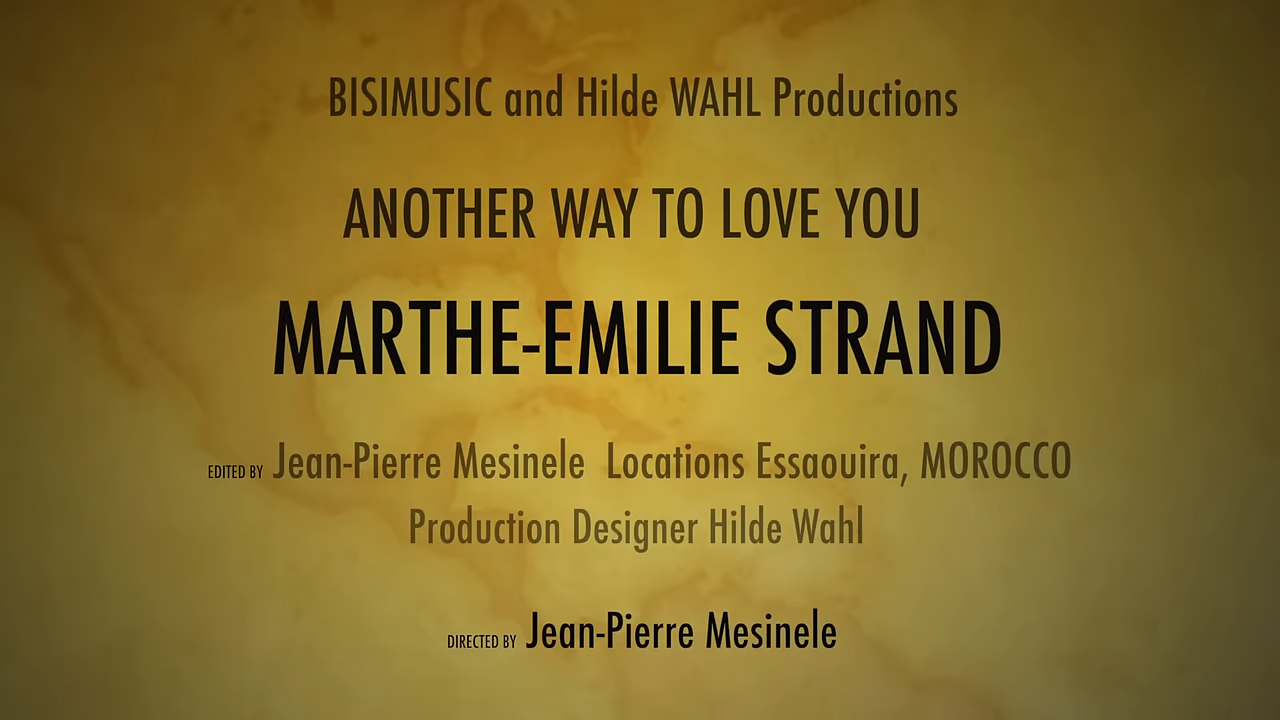 BISIMUSIC and Hilde WAHL Productions
ANOTHER WAY TO LOVE YOU
MARTHE-EMILIE STRAND
EDITED BY Jean-Pierre Mesinele Locations Essaouira, MOROCCO
Production Designer Hilde Wahl
DIRECTED BY Jean-Pierre Mesinele